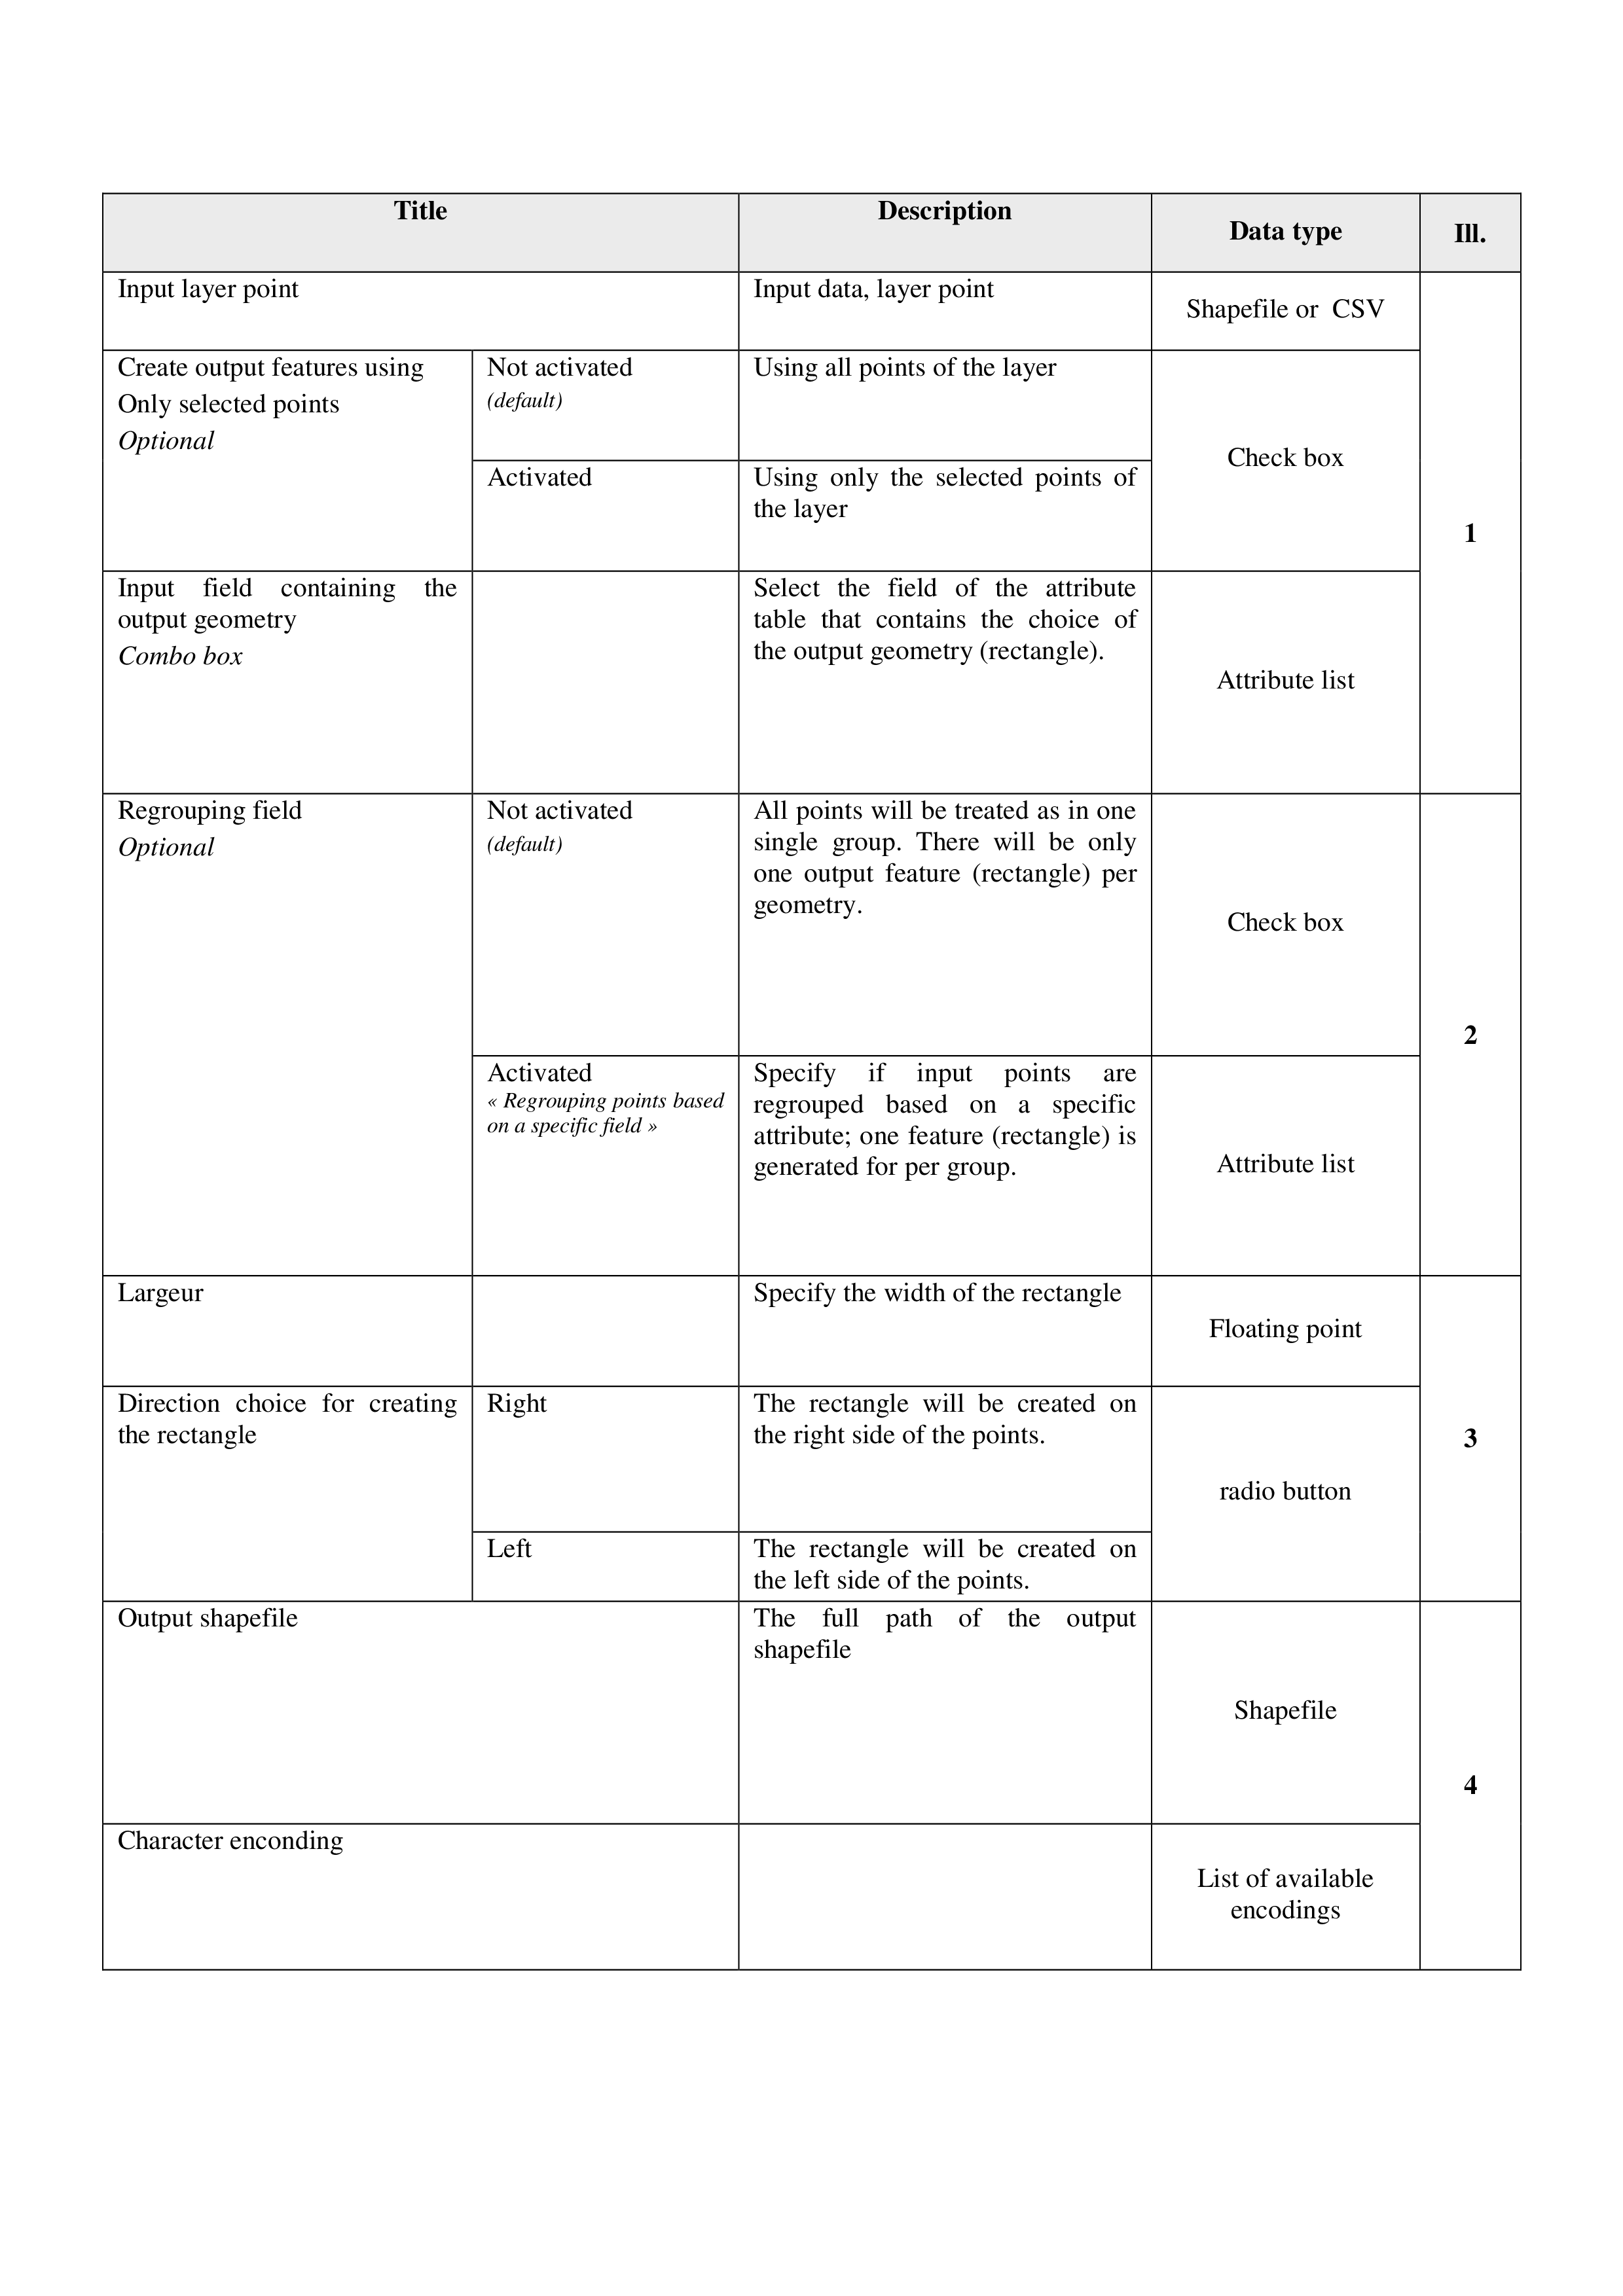 Title
Description
Data type
Ill.
Input layer point
Input data, layer point
Shapefile or  CSV
1
Create output features using
Only selected points
Optional
Not activated
(default)
Using all points of the layer
Check box
Activated
Using only the selected points of
the layer
Input field containing the
output geometry
Combo box
Select the field of the attribute
table that contains the choice of
the output geometry (rectangle).
Attribute list
Regrouping field
Optional
Not activated
(default)
All points will be treated as in one
single group. There will be only
one output feature (rectangle) per
geometry.
Check box
2
Activated
« Regrouping points based
on a specific field »
Specify if input points are
regrouped based on a specific
attribute; one feature (rectangle) is
generated for per group.
Attribute list
Largeur
Specify the width of the rectangle
Floating point
3
Direction choice for creating
the rectangle
Right
The rectangle will be created on
the right side of the points.
radio button
Left
The rectangle will be created on
the left side of the points.
Output shapefile
The full path of the output
shapefile
Shapefile
4
Character enconding
List of available
encodings